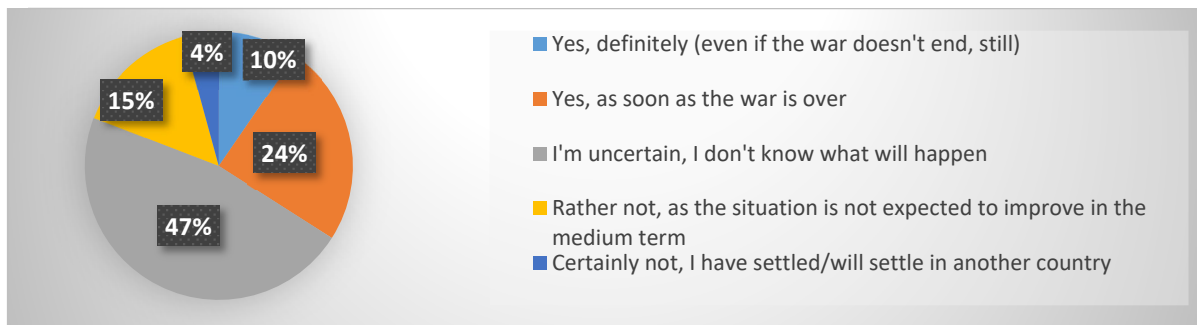 4%
10%
15%
24%
47%
Yes, definitely (even if the war doesn't end, still)
Yes, as soon as the war is over
I'm uncertain, I don't know what will happen
Rather not, as the situation is not expected to improve in the
medium term
Certainly not, I have settled/will settle in another country